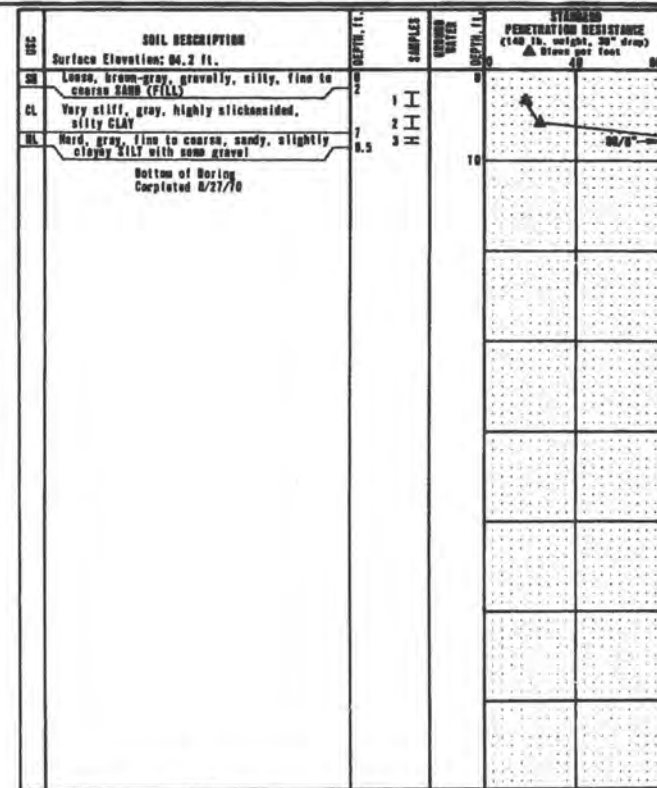 USC
SOIL DESCRIPTION
Surface Elevation: 84.2 ft.
DEPTH, ft.
SAMPLES
GROUND
WATER
DEPTH, ft.
STANDARD
PENETRATION RESISTANCE
(140 lb. weight, 30" drop)
▲ Blows per foot
0 40
SM Loose, brown-gray, gravelly, silty, fine to 0 0
coarse SAND (FILL) 2
CL Very stiff, gray, highly slickensided, 1
silty CLAY 2
ML Hard, gray, fine to coarse, sandy, slightly 7 3
clayey SILT with some gravel
10
Bottom of Boring
Completed 8/27/70